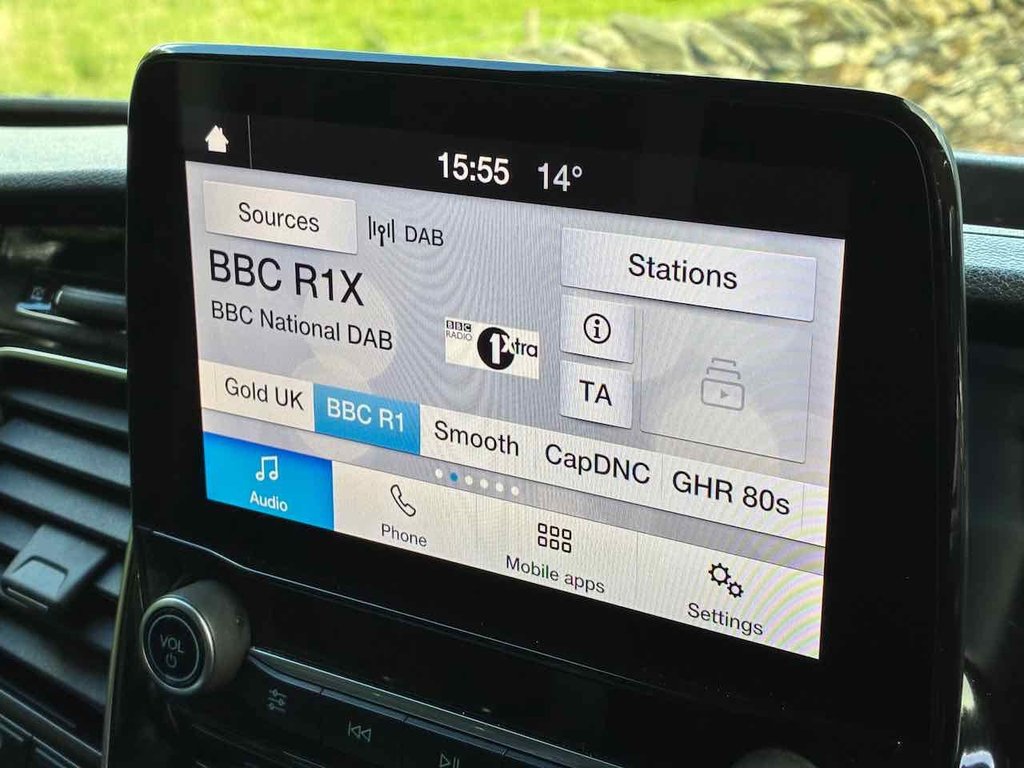 15:55 14°
Sources
DAB
Stations
BBC R1X
BBC National DAB
BBC
RADIO
1Xtra
i
TA
Gold UK
BBC R1
Smooth
CapDNC
GHR 80s
Audio
Phone
Mobile apps
Settings
VOL